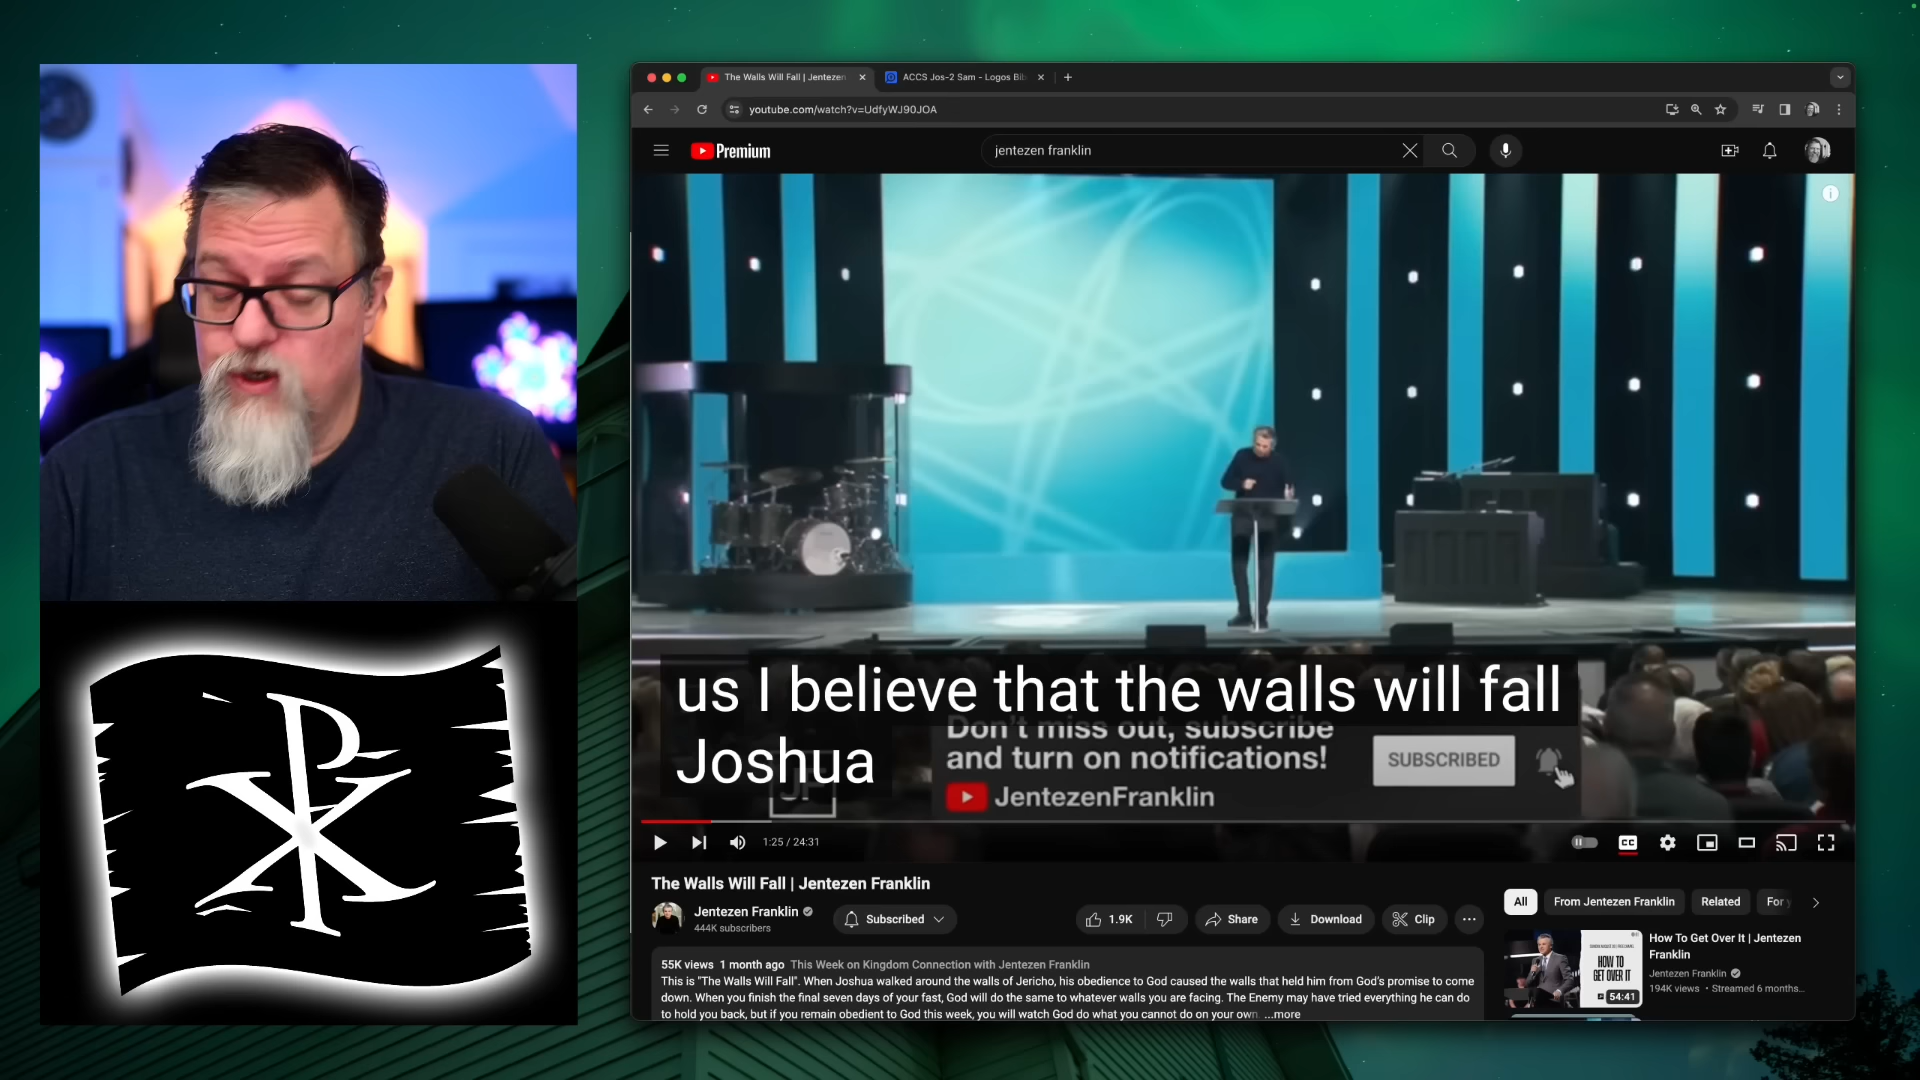 The Walls Will Fall | Jentezen
ACCS Jos-2 Sam - Logos Bib
youtube.com/watch?v=UdfyWJ90JOA
Premium
jentezen franklin
us I believe that the walls will fall
Joshua
Don't miss out, subscribe
and turn on notifications!
SUBSCRIBED
JF
JentezenFranklin
1:25 / 24:31
CC
The Walls Will Fall | Jentezen Franklin
Jentezen Franklin
444K subscribers
Subscribed
1.9K
Share
Download
Clip
55K views 1 month ago This Week on Kingdom Connection with Jentezen Franklin
This is "The Walls Will Fall". When Joshua walked around the walls of Jericho, his obedience to God caused the walls that held him from God's promise to come
down. When you finish the final seven days of your fast, God will do the same to whatever walls you are facing. The Enemy may have tried everything he can do
to hold you back, but if you remain obedient to God this week, you will watch God do what you cannot do on your own. ...more
All
From Jentezen Franklin
Related
For y
HOW TO
GET OVER IT
54:41
How To Get Over It | Jentezen
Franklin
Jentezen Franklin
194K views • Streamed 6 months...